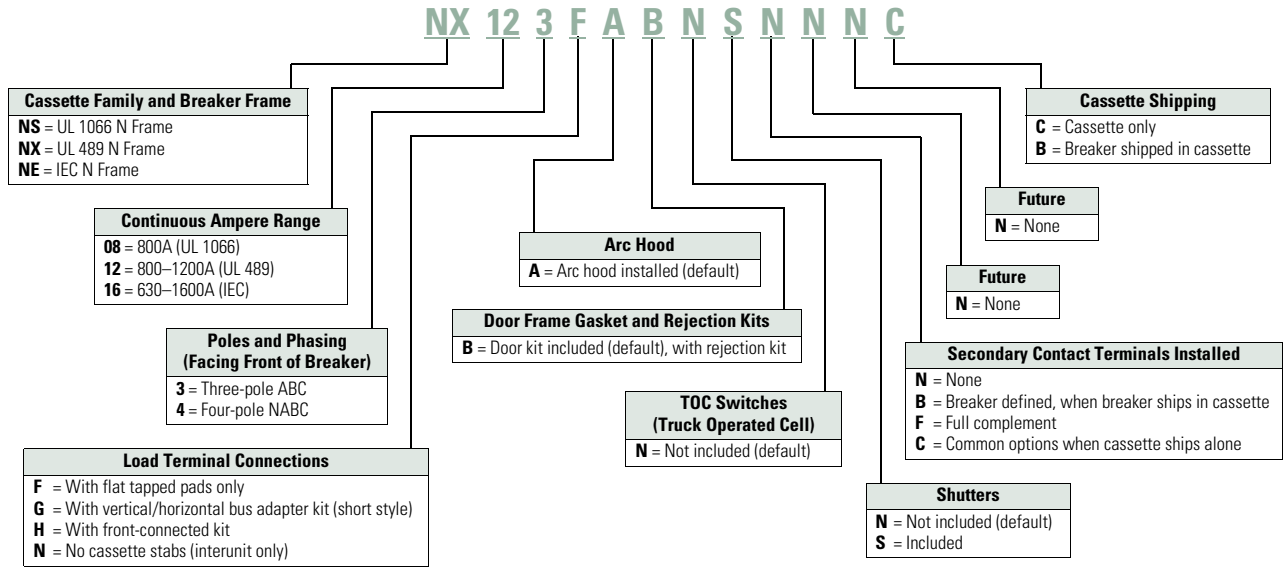 NX 12 3 F A B N S N N N C
Cassette Family and Breaker Frame
NS = UL 1066 N Frame
NX = UL 489 N Frame
NE = IEC N Frame
Continuous Ampere Range
08 = 800A (UL 1066)
12 = 800–1200A (UL 489)
16 = 630–1600A (IEC)
Poles and Phasing
(Facing Front of Breaker)
3 = Three-pole ABC
4 = Four-pole NABC
Load Terminal Connections
F = With flat tapped pads only
G = With vertical/horizontal bus adapter kit (short style)
H = With front-connected kit
N = No cassette stabs (interunit only)
Arc Hood
A = Arc hood installed (default)
Door Frame Gasket and Rejection Kits
B = Door kit included (default), with rejection kit
TOC Switches
(Truck Operated Cell)
N = Not included (default)
Shutters
N = Not included (default)
S = Included
Secondary Contact Terminals Installed
N = None
B = Breaker defined, when breaker ships in cassette
F = Full complement
C = Common options when cassette ships alone
Future
N = None
Future
N = None
Cassette Shipping
C = Cassette only
B = Breaker shipped in cassette